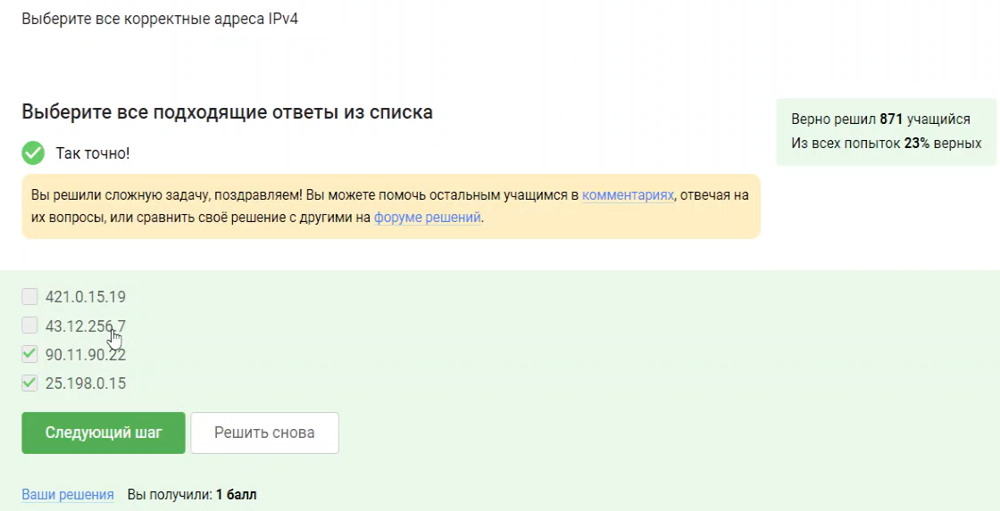 Выберите все корректные адреса IPv4
Выберите все подходящие ответы из списка
Верно решил 871 учащийся
Из всех попыток 23% верных
Так точно!
Вы решили сложную задачу, поздравляем! Вы можете помочь остальным учащимся в комментариях, отвечая на
их вопросы, или сравнить своё решение с другими на форуме решений.
421.0.15.19
43.12.256.7
90.11.90.22
25.198.0.15
Следующий шаг
Решить снова
Ваши решения Вы получили: 1 балл